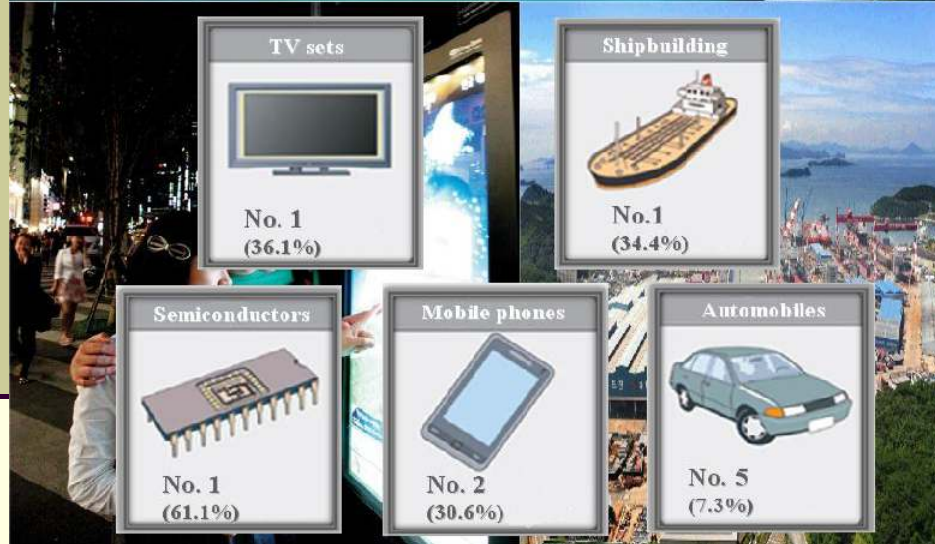 TV sets
No. 1
(36.1%)
Shipbuilding
No.1
(34.4%)
Semiconductors
No. 1
(61.1%)
Mobile phones
No. 2
(30.6%)
Automobiles
No. 5
(7.3%)